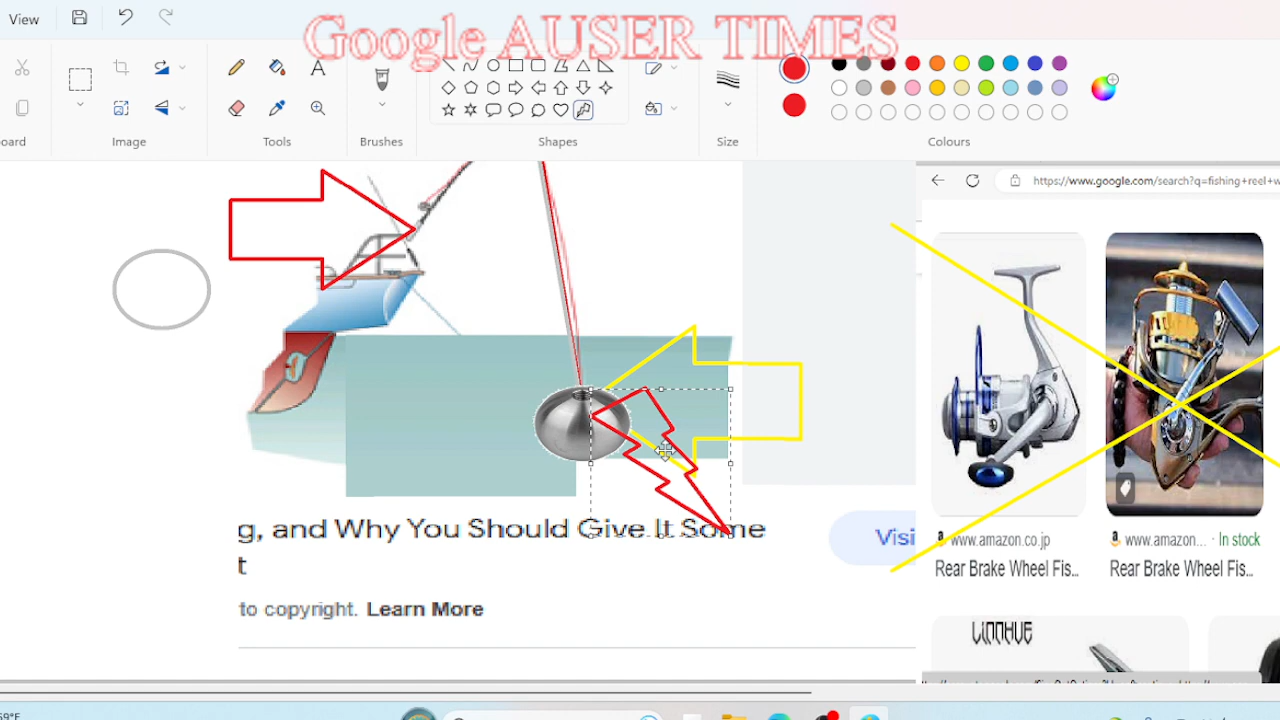 View
Google AUSER TIMES
oard
Image
Tools
Brushes
Shapes
Size
Colours
https://www.google.com/search?q=fishing+reel+w
g, and Why You Should Give It Some
t
Visi
to copyright. Learn More
www.amazon.co.jp
www.amazon... · In stock
Rear Brake Wheel Fis...
Rear Brake Wheel Fis...
59°F